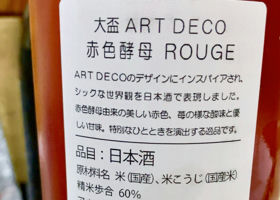 大盃 ART DECO
赤色酵母 ROUGE
ART DECOのデザインにインスパイアされ、
シックな世界観を日本酒で表現しました。
赤色酵母由来の美しい赤色、苺の様な酸味と優
しい甘味。特別なひとときを演出する逸品です。
品目：日本酒
原材料名 米（国産）、米こうじ（国産米）
精米歩合 60%